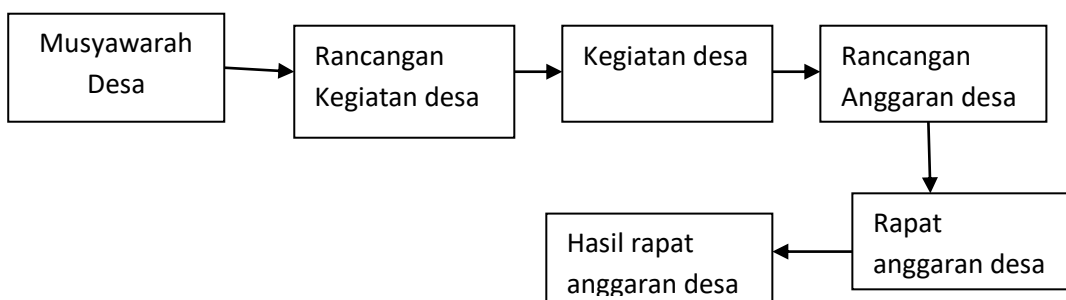 Musyawarah
Desa
Rancangan
Kegiatan desa
Kegiatan desa
Rancangan
Anggaran desa
Rapat
anggaran desa
Hasil rapat
anggaran desa